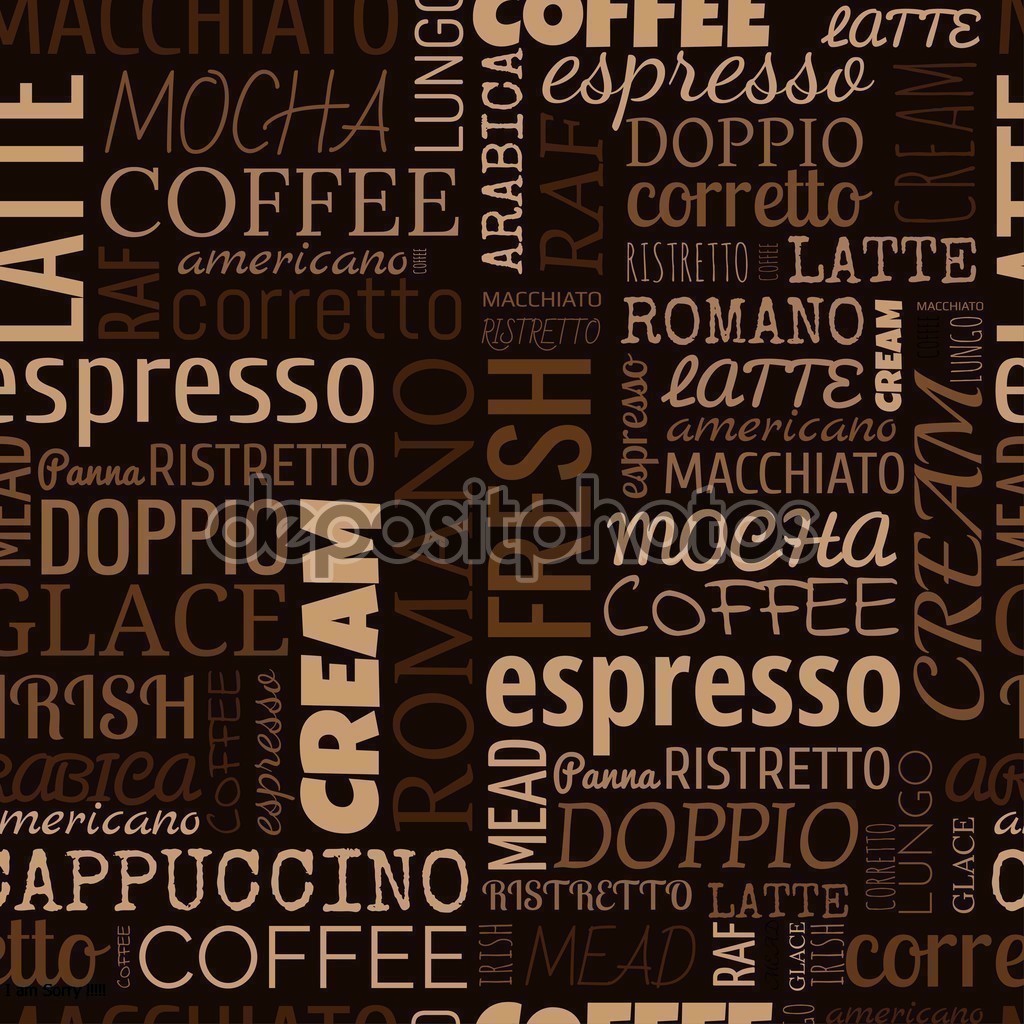 MACCHIATO
LUNGO
COFFEE
LATTE
LATTE
MOCHA
ARABICA
espresso
CREAM
COFFEE
RAF
DOPPIO
corretto
americano
COFFEE
RAF
corretto
RISTRETTO
COFFEE
LATTE
MACCHIATO
RISTRETTO
ROMANO
CREAM
MACCHIATO
COFFEE
LUNGO
LATTE
espresso
ROMANO
FRESH
espresso
LATTE
americano
CREAM
MEAD
Panna
RISTRETTO
MACCHIATO
MEAD
DOPPIO
depositphotos
MOCHA
CREAM
GLACE
COFFEE
IRISH
COFFEE
espresso
espresso
ARABICA
MEAD
Panna
RISTRETTO
LUNGO
AR
americano
DOPPIO
CORRETTO
GLACE
a
CAPPUCCINO
RISTRETTO
LATTE
C
etto
COFFEE
COFFEE
IRISH
MEAD
RAF
GLACE
IRISH
corre
I am Sorry !!!!!
MACCHIATO
COFFEE
americano